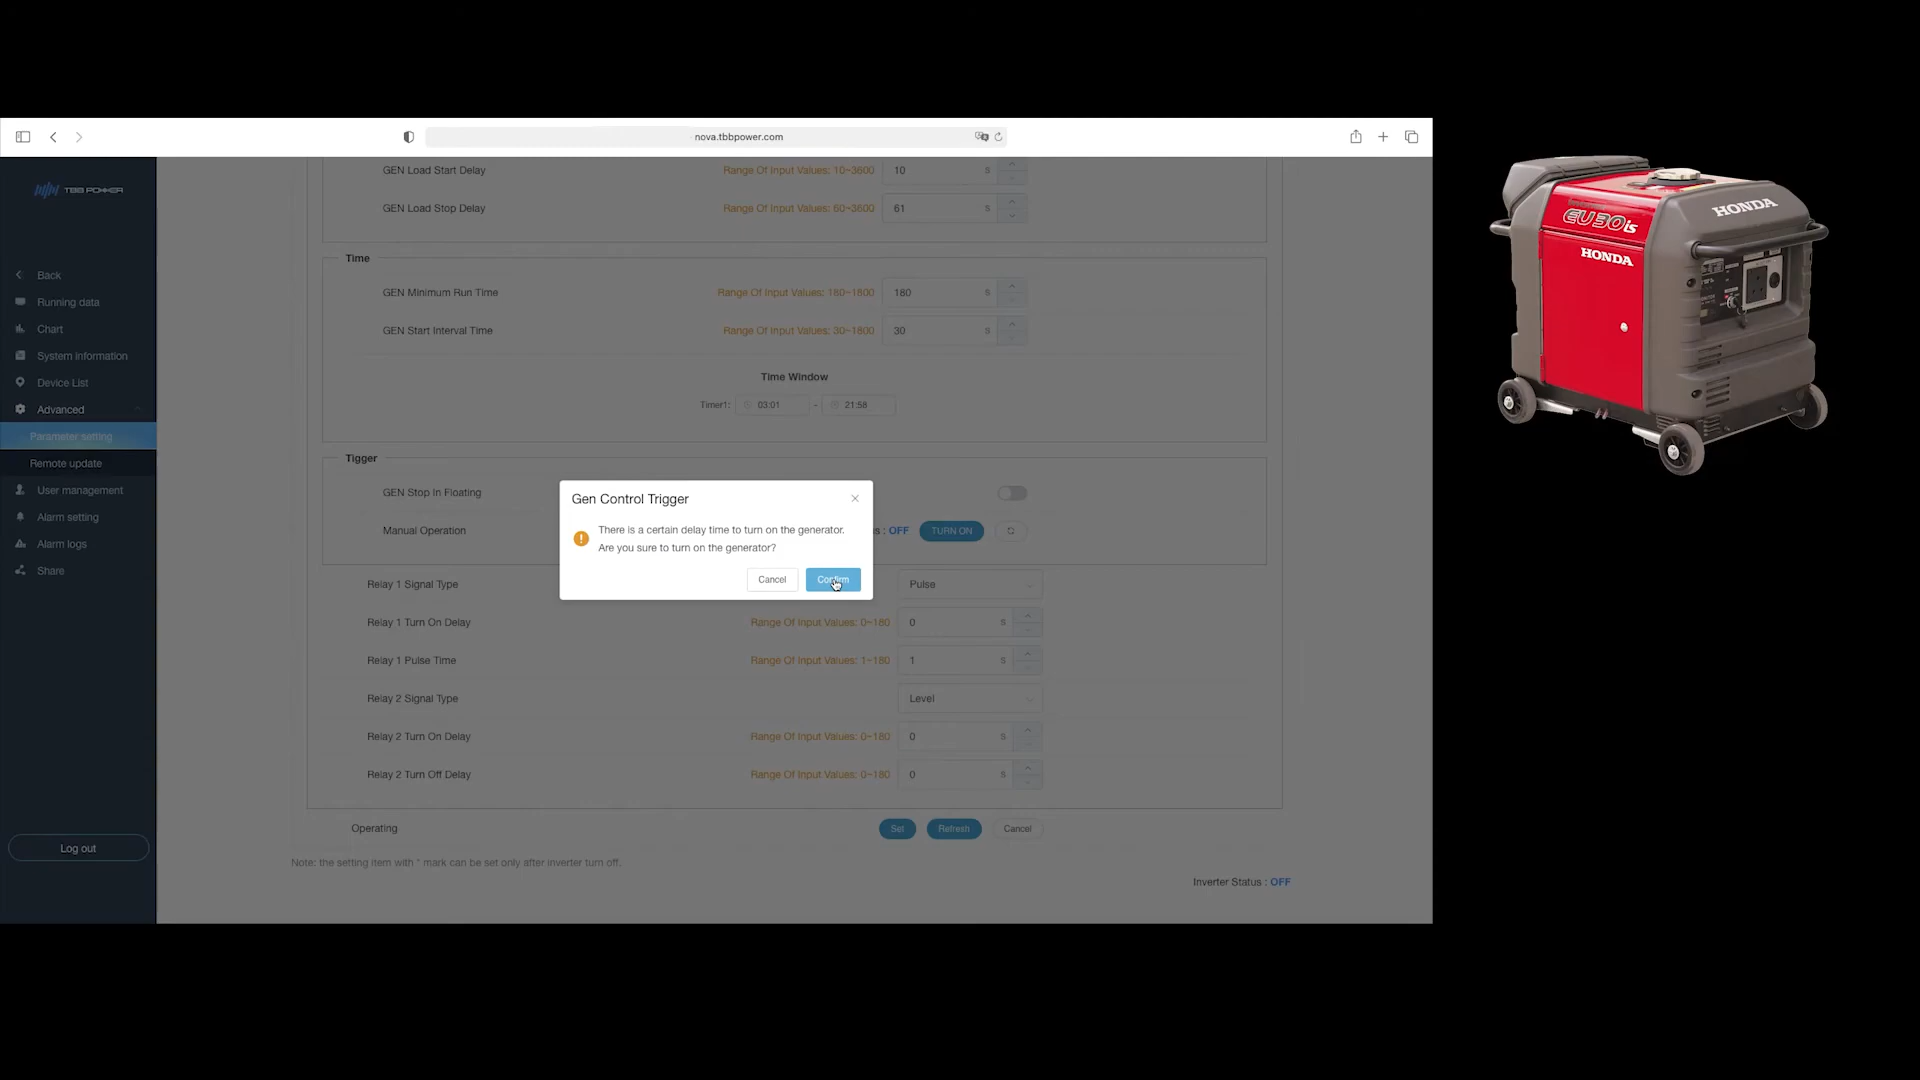 nova.tbbpower.com
TBB POWER
Back
Running data
Chart
System Information
Device List
Advanced
Parameter setting
Remote update
User management
Alarm setting
Alarm logs
Share
Log out
GEN Load Start Delay Range Of Input Values: 10~3600 10 s
GEN Load Stop Delay Range Of Input Values: 60~3600 61 s
Time
GEN Minimum Run Time Range Of Input Values: 180~1800 180 s
GEN Start Interval Time Range Of Input Values: 30~1800 30 s
Time Window
Timer1: 03:01 - 21:58
Tigger
GEN Stop In Floating
Manual Operation : OFF TURN ON
Gen Control Trigger
There is a certain delay time to turn on the generator.
Are you sure to turn on the generator?
Cancel Confirm
Relay 1 Signal Type Pulse
Relay 1 Turn On Delay Range Of Input Values: 0~180 0 s
Relay 1 Pulse Time Range Of Input Values: 1~180 1 s
Relay 2 Signal Type Level
Relay 2 Turn On Delay Range Of Input Values: 0~180 0 s
Relay 2 Turn Off Delay Range Of Input Values: 0~180 0 s
Operating Set Refresh Cancel
Note: the setting item with * mark can be set only after inverter turn off.
Inverter Status : OFF
HONDA
EU30is
HONDA